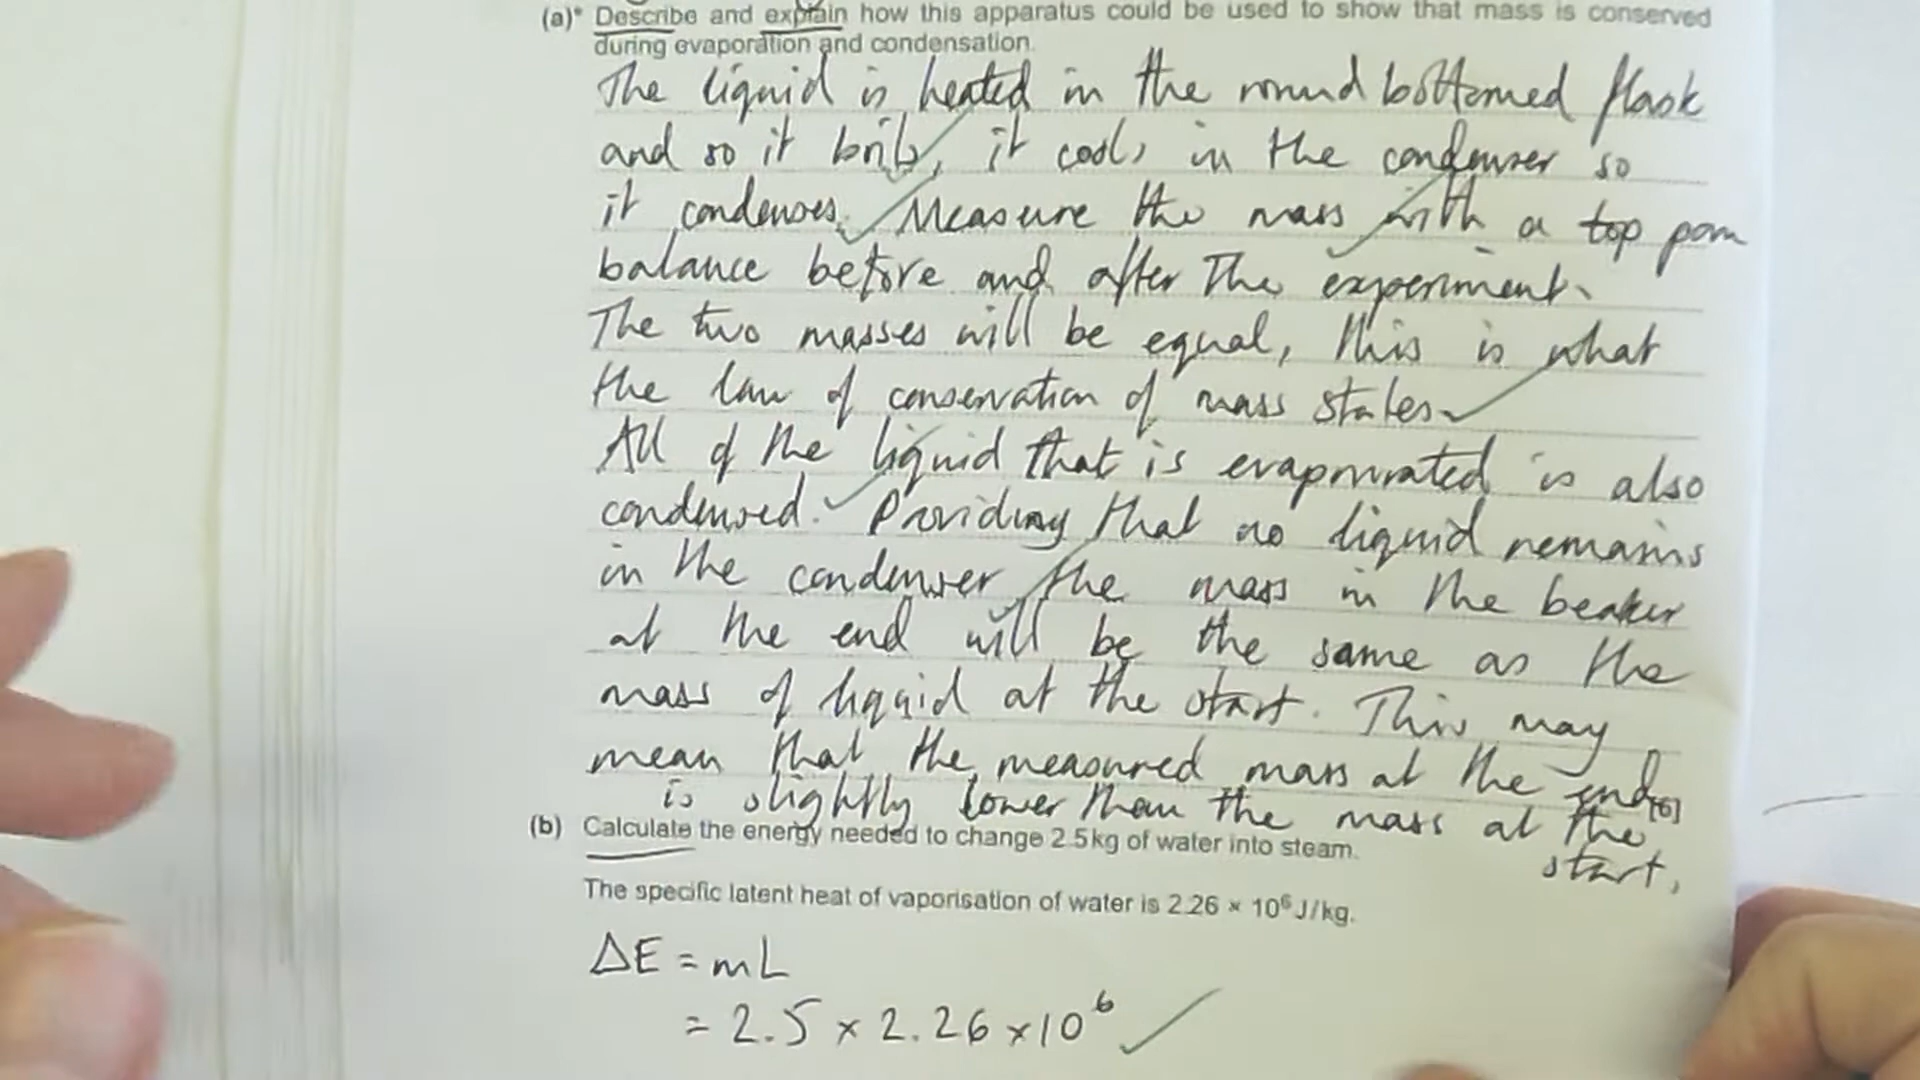 (a)* Describe and explain how this apparatus could be used to show that mass is conserved
during evaporation and condensation.
The liquid is heated in the round bottomed flask
and so it boils, it cools in the condenser so
it condenses. Measure the mass with a top pan
balance before and after the experiment.
The two masses will be equal, this is what
the law of conservation of mass states
All of the liquid that is evaporated is also
condensed. Providing that no liquid remains
in the condenser the mass in the beaker
at the end will be the same as the
mass of liquid at the start. This may
mean that the measured mass at the end
is slightly lower than the mass at the
start.
[6]
(b) Calculate the energy needed to change 2.5kg of water into steam.
The specific latent heat of vaporisation of water is 2.26 × 10⁶ J/kg.
ΔE = mL
= 2.5 × 2.26 × 10⁶